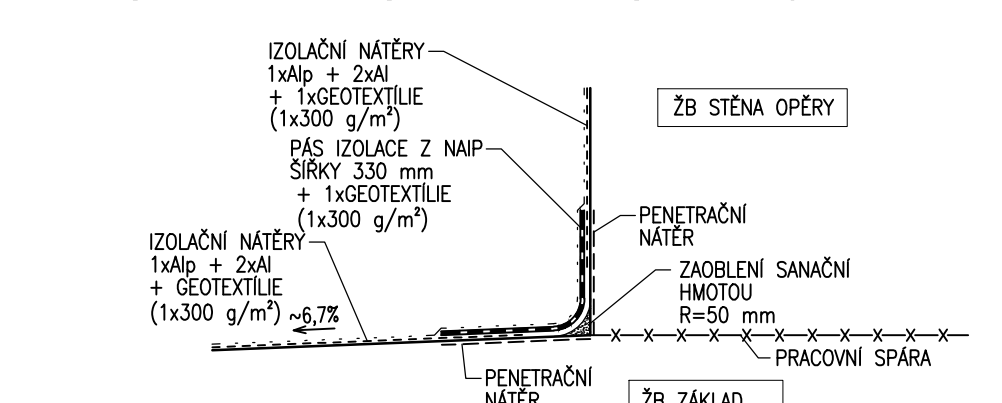 IZOLAČNÍ NÁTĚRY
1xAlp + 2xAl
+ 1xGEOTEXTÍLIE
(1x300 g/m²)
ŽB STĚNA OPĚRY
PÁS IZOLACE Z NAIP
ŠÍŘKY 330 mm
+ 1xGEOTEXTÍLIE
(1x300 g/m²)
PENETRAČNÍ
NÁTĚR
IZOLAČNÍ NÁTĚRY
1xAlp + 2xAl
+ GEOTEXTÍLIE
(1x300 g/m²)
~6,7%
ZAOBLENÍ SANAČNÍ
HMOTOU
R=50 mm
PRACOVNÍ SPÁRA
PENETRAČNÍ
NÁTĚR
ŽB ZÁKLAD